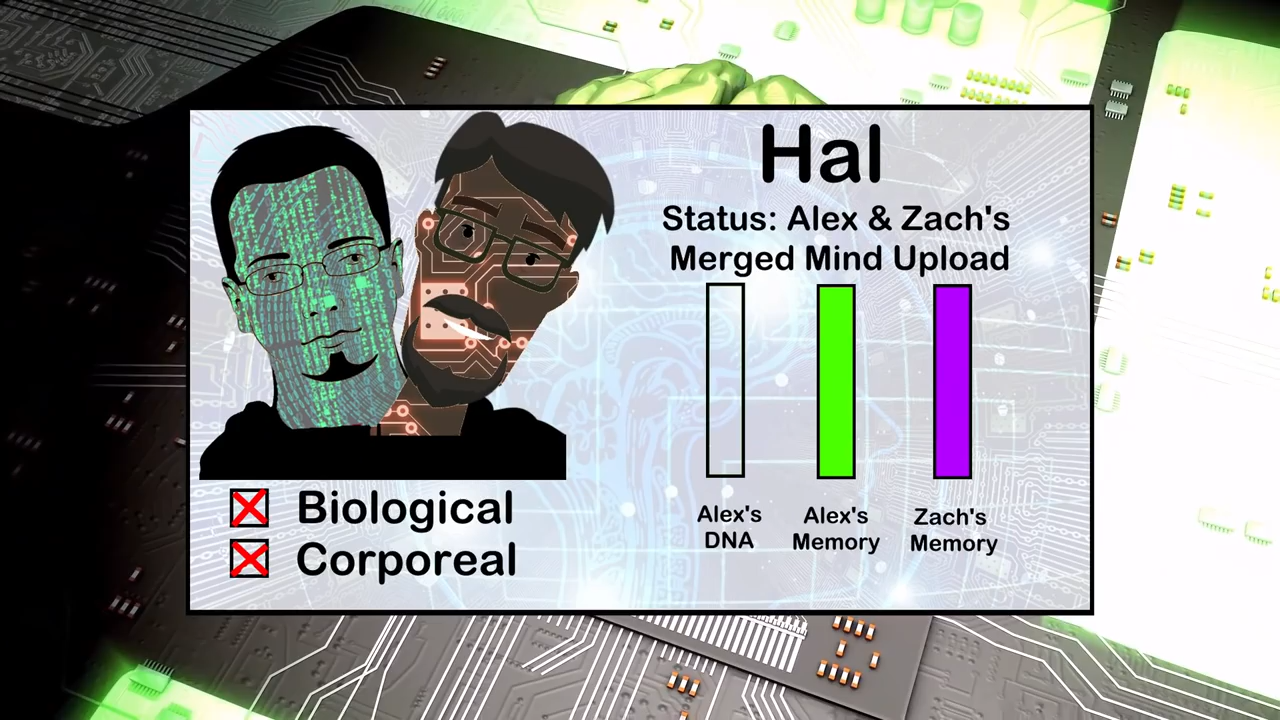 Hal
Status: Alex & Zach's
Merged Mind Upload
Alex's
DNA
Alex's
Memory
Zach's
Memory
Biological
Corporeal